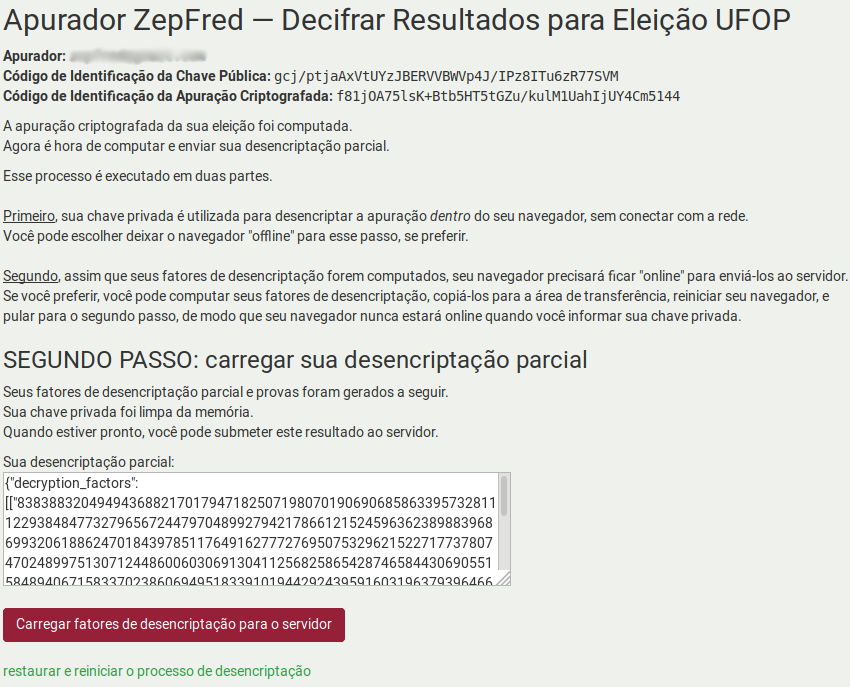 Apurador ZepFred — Decifrar Resultados para Eleição UFOP
Apurador:
Código de Identificação da Chave Pública: gcj/ptjaAxVtUYzJBERVVBWVp4J/IPz8ITu6zR77SVM
Código de Identificação da Apuração Criptografada: f81jOA75lsK+Btb5HT5tGZu/kulM1UahIjUY4Cm5144
A apuração criptografada da sua eleição foi computada.
Agora é hora de computar e enviar sua desencriptação parcial.
Esse processo é executado em duas partes.
Primeiro, sua chave privada é utilizada para desencriptar a apuração dentro do seu navegador, sem conectar com a rede.
Você pode escolher deixar o navegador "offline" para esse passo, se preferir.
Segundo, assim que seus fatores de desencriptação forem computados, seu navegador precisará ficar "online" para enviá-los ao servidor.
Se você preferir, você pode computar seus fatores de desencriptação, copiá-los para a área de transferência, reiniciar seu navegador, e
pular para o segundo passo, de modo que seu navegador nunca estará online quando você informar sua chave privada.
SEGUNDO PASSO: carregar sua desencriptação parcial
Seus fatores de desencriptação parcial e provas foram gerados a seguir.
Sua chave privada foi limpa da memória.
Quando estiver pronto, você pode submeter este resultado ao servidor.
Sua desencriptação parcial:
{"decryption_factors":
[["838388320494943688217017947182507198070190690685863395732811
1229384847732796567244797048992794217866121524596362389883968
6993206188624701843978511764916277727695075329621522717737807
47024899751307124486006030691304112568258654287465844306905 51
58489406715833702386069495183391019442924395916031963793964 66
Carregar fatores de desencriptação para o servidor
restaurar e reiniciar o processo de desencriptação